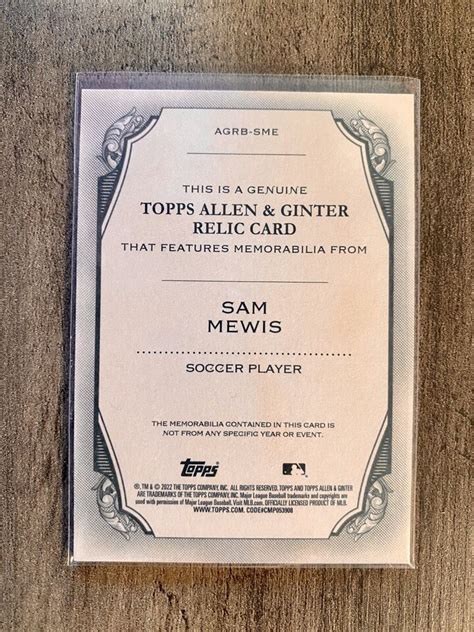 AGRB-SME
THIS IS A GENUINE
TOPPS ALLEN & GINTER
RELIC CARD
THAT FEATURES MEMORABILIA FROM
SAM
MEWIS
SOCCER PLAYER
THE MEMORABILIA CONTAINED IN THIS CARD IS
NOT FROM ANY SPECIFIC YEAR OR EVENT.
Topps
®, TM & © 2022 THE TOPPS COMPANY, INC. ALL RIGHTS RESERVED. TOPPS AND TOPPS ALLEN & GINTER
ARE TRADEMARKS OF THE TOPPS COMPANY, INC. Major League Baseball trademarks and copyrights are
used with permission of Major League Baseball. Visit MLB.com. OFFICIALLY LICENSED PRODUCT OF MLB.
WWW.TOPPS.COM. CODE#CMP053908